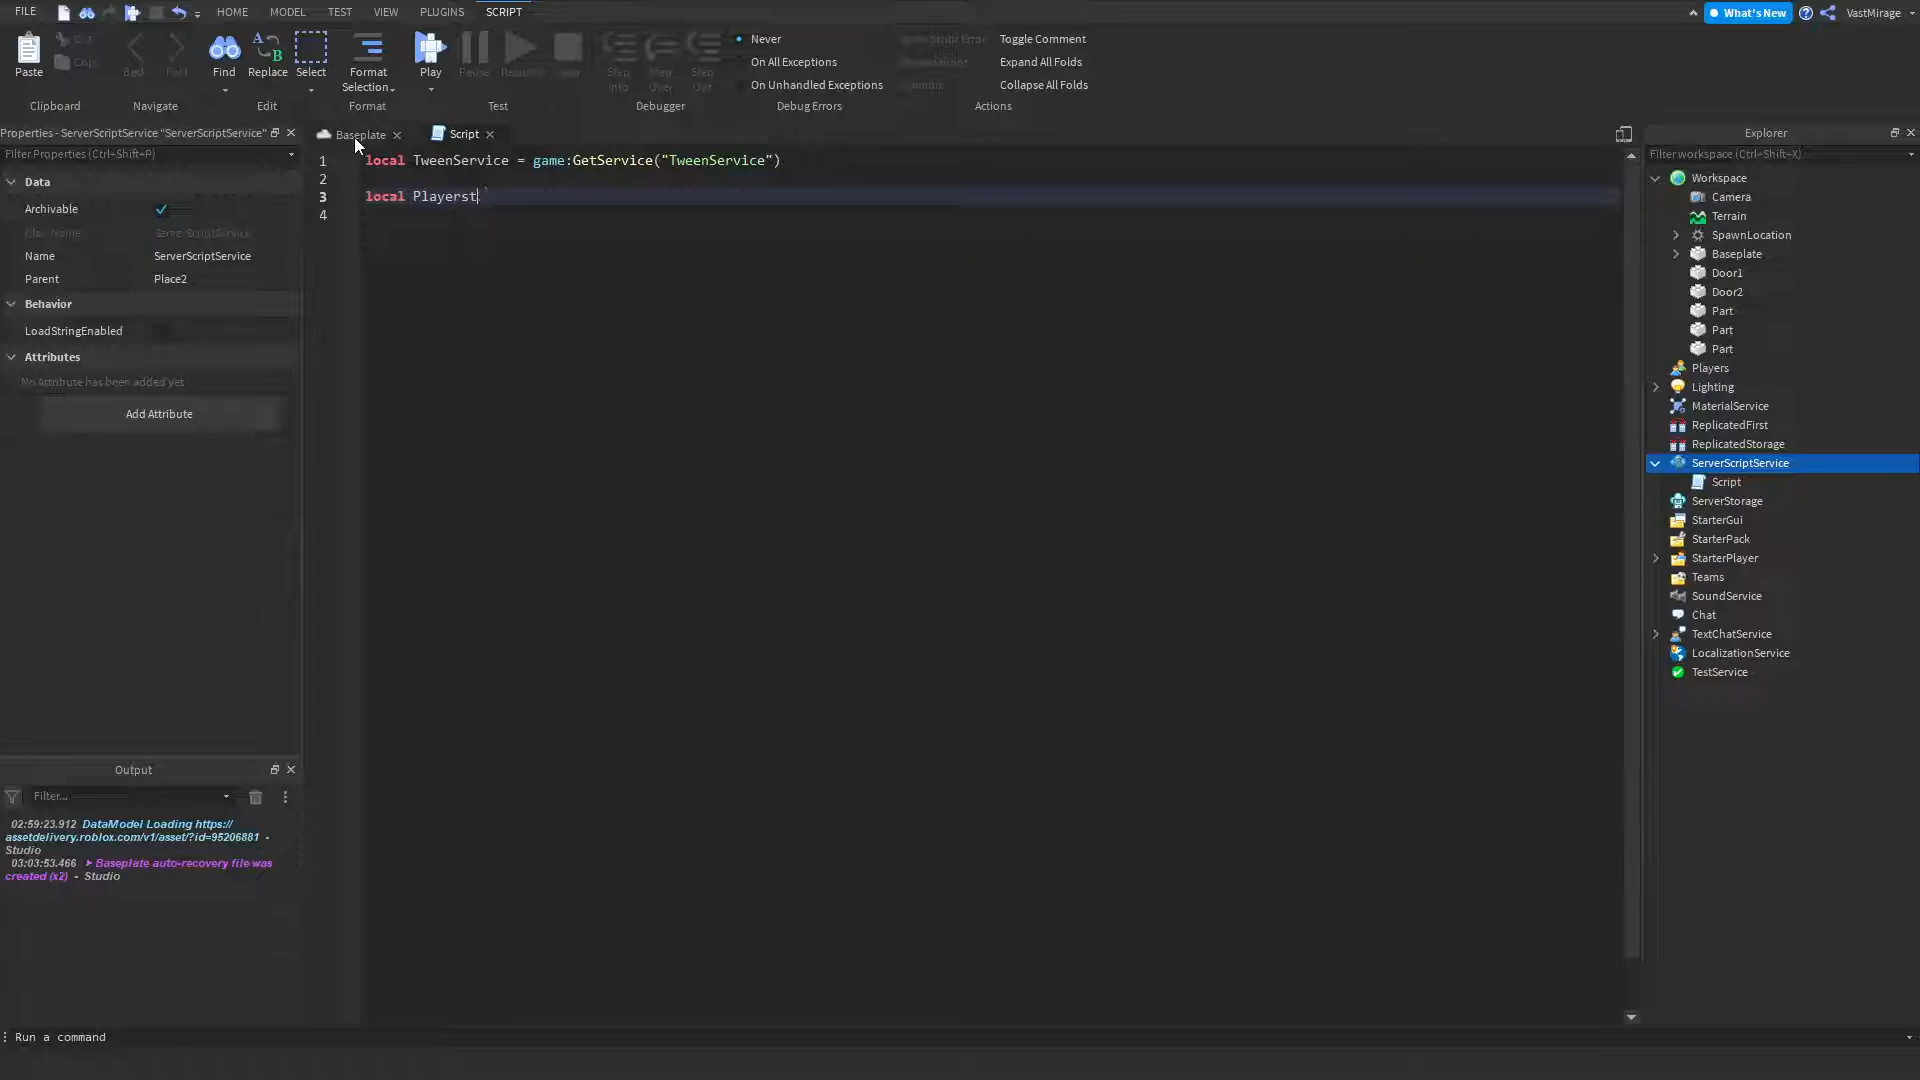 FILE
HOME
MODEL
TEST
VIEW
PLUGINS
SCRIPT
What's New
VastMirage
Paste
Find
Replace
Select
Format
Selection
Play
Never
On All Exceptions
On Unhandled Exceptions
Toggle Comment
Expand All Folds
Collapse All Folds
Clipboard
Navigate
Edit
Format
Test
Debugger
Debug Errors
Actions
Properties - ServerScriptService "ServerScriptService"
Filter Properties (Ctrl+Shift+P)
Data
Archivable
Class Name
ServerScriptService
Name
ServerScriptService
Parent
Place2
Behavior
LoadStringEnabled
Attributes
No Attribute has been added yet
Add Attribute
Output
Filter...
02:59:23.912 DataModel Loading https://
assetdelivery.roblox.com/v1/asset/?id=95206881 -
Studio
03:03:53.466 Baseplate auto-recovery file was
created (x2) - Studio
Baseplate
Script
1 local TweenService = game:GetService("TweenService")
2
3 local Playerst
4
Explorer
Filter workspace (Ctrl+Shift+X)
Workspace
Camera
Terrain
SpawnLocation
Baseplate
Door1
Door2
Part
Part
Part
Players
Lighting
MaterialService
ReplicatedFirst
ReplicatedStorage
ServerScriptService
Script
ServerStorage
StarterGui
StarterPack
StarterPlayer
Teams
SoundService
Chat
TextChatService
LocalizationService
TestService
Run a command